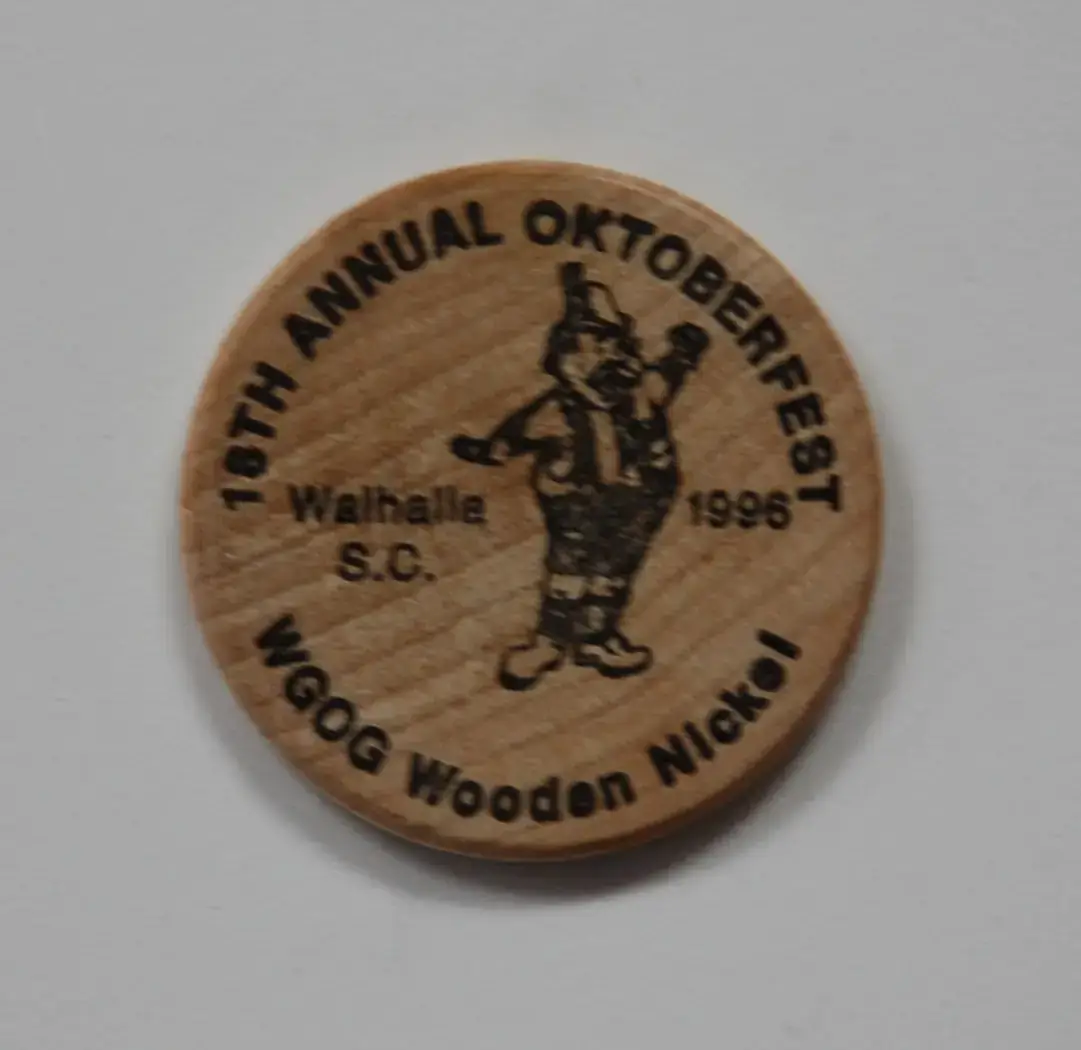 18TH ANNUAL OKTOBERFEST
Walhalla
S.C.
1996
WGOG Wooden Nickel